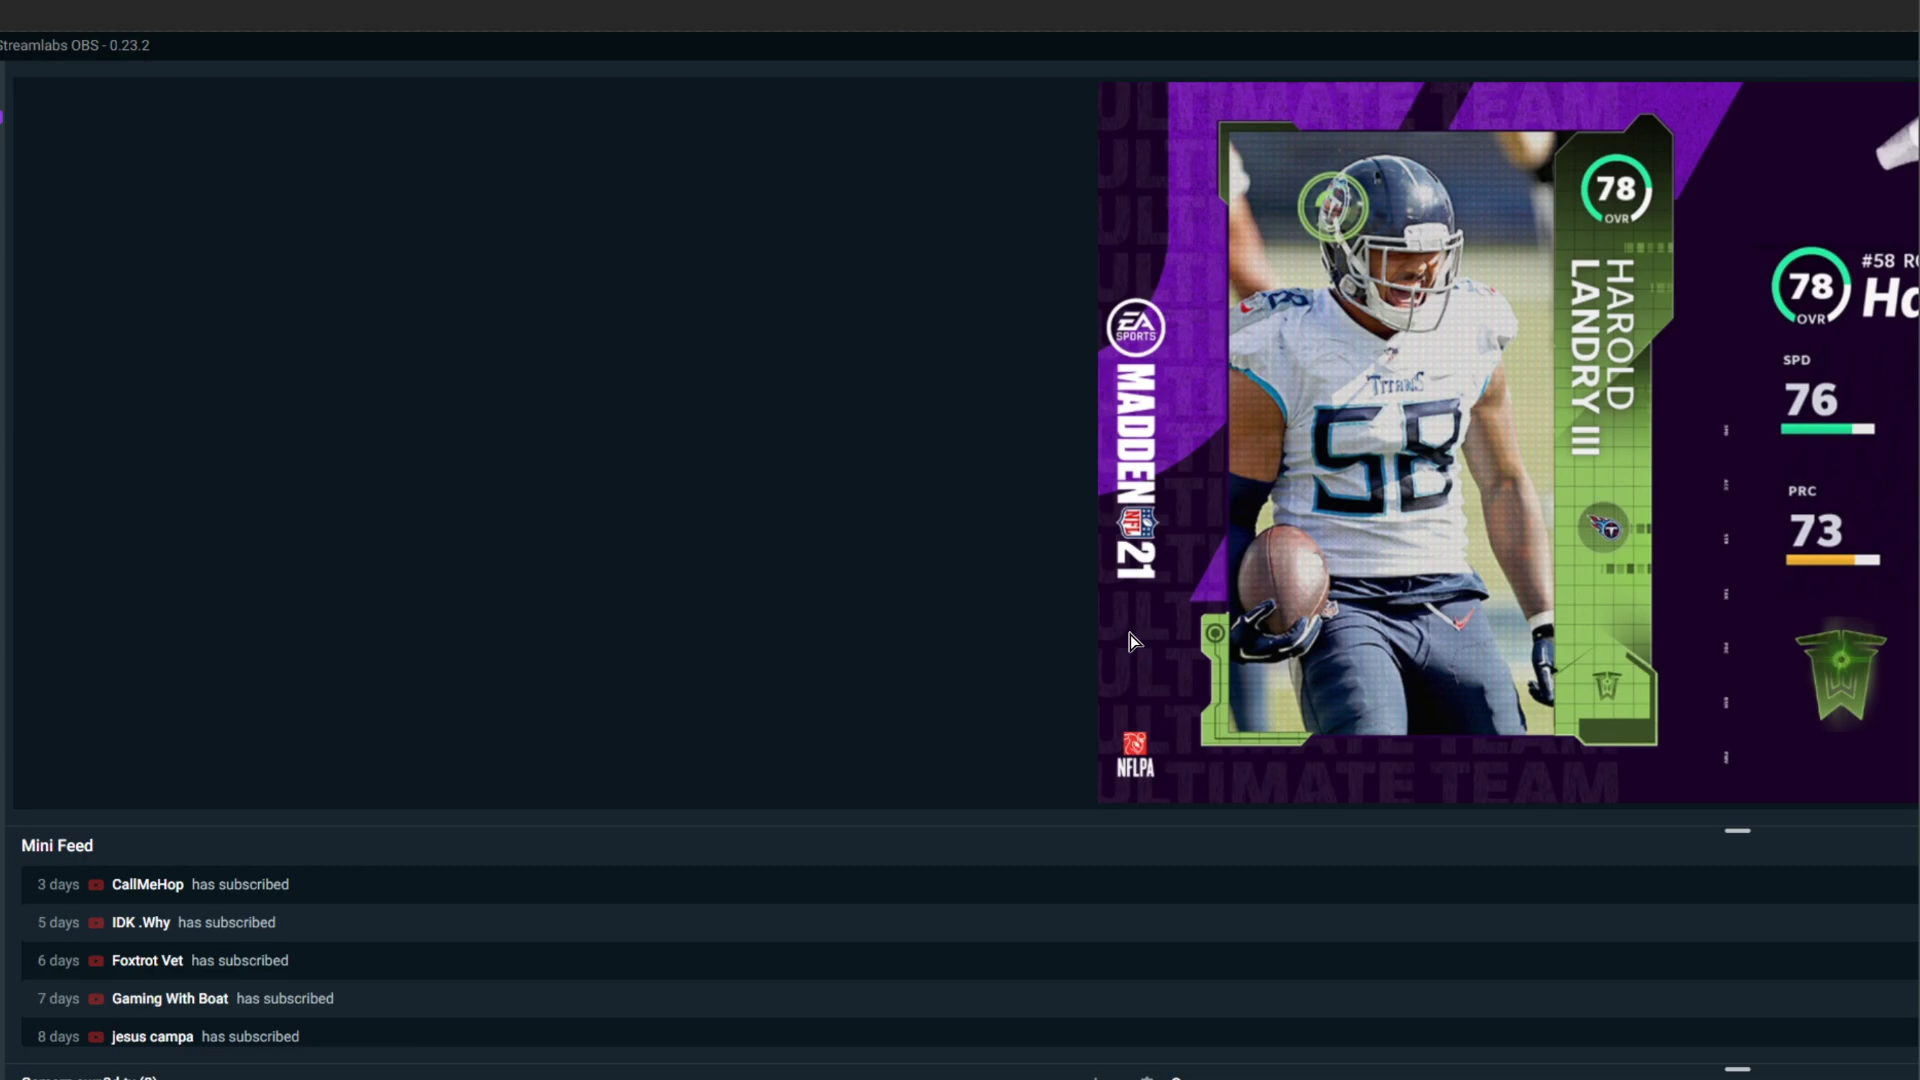 Streamlabs OBS - 0.23.2
ULTIMATE TEAM
78
OVR
HAROLD
LANDRY III
EA
SPORTS
MADDEN
NFL
21
TITANS
58
NFLPA
ULTIMATE TEAM
78
OVR
#58 R
Ha
SPD
76
PRC
73
Mini Feed
3 days CallMeHop has subscribed
5 days IDK .Why has subscribed
6 days Foxtrot Vet has subscribed
7 days Gaming With Boat has subscribed
8 days jesus campa has subscribed